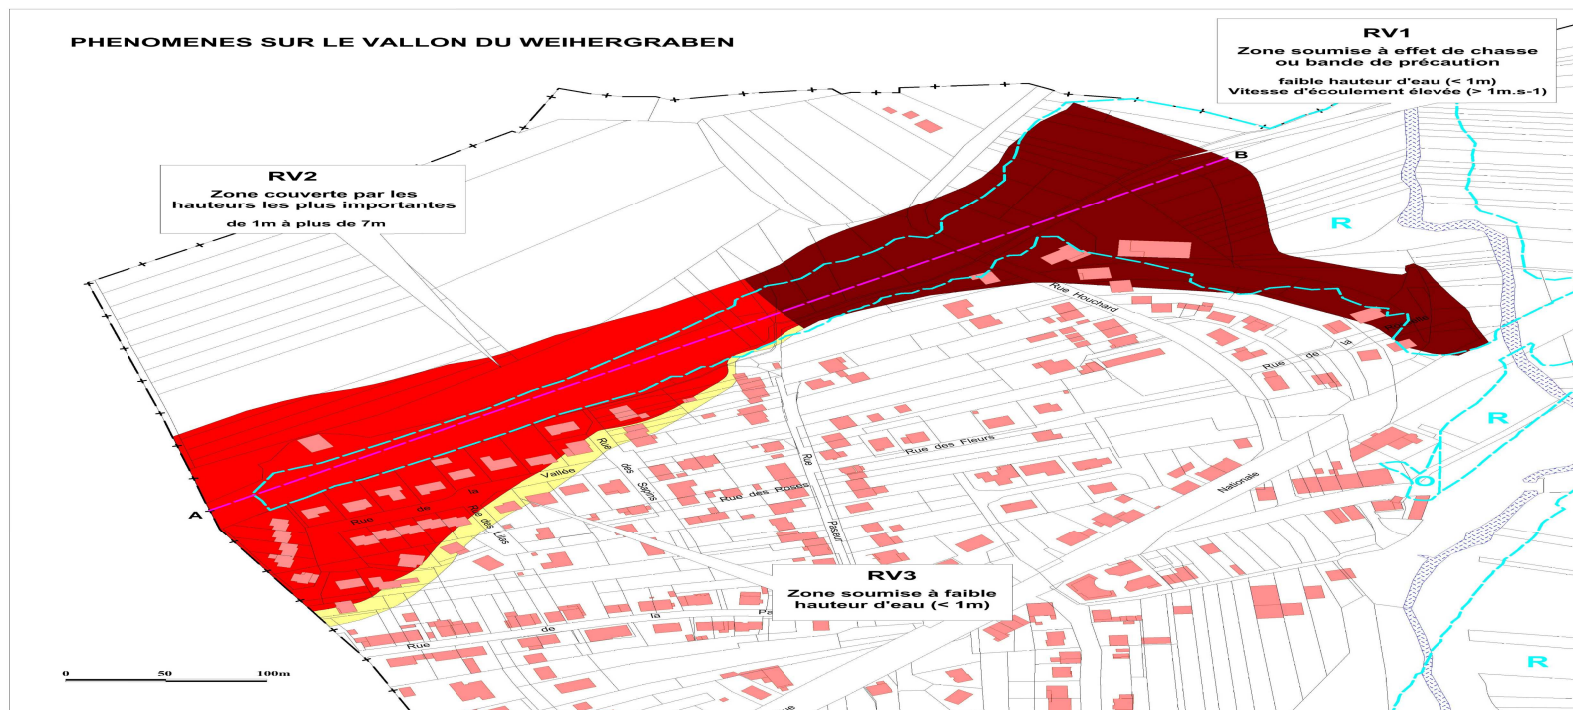 PHENOMENES SUR LE VALLON DU WEIHERGRABEN
RV1
Zone soumise à effet de chasse
ou bande de précaution
faible hauteur d'eau (< 1m)
Vitesse d'écoulement élevée (> 1m.s-1)
RV2
Zone couverte par les
hauteurs les plus importantes
de 1m à plus de 7m
B
R
Rue Houchard
Rue de la
R
Rue des Fleurs
Rue des Sapins
Rue de la Vallée
Rue des Roses
Nationale
A
Rue des Lilas
Rue Pasteur
RV3
Zone soumise à faible
hauteur d'eau (< 1m)
Rue de la Pa
R
0 50 100m